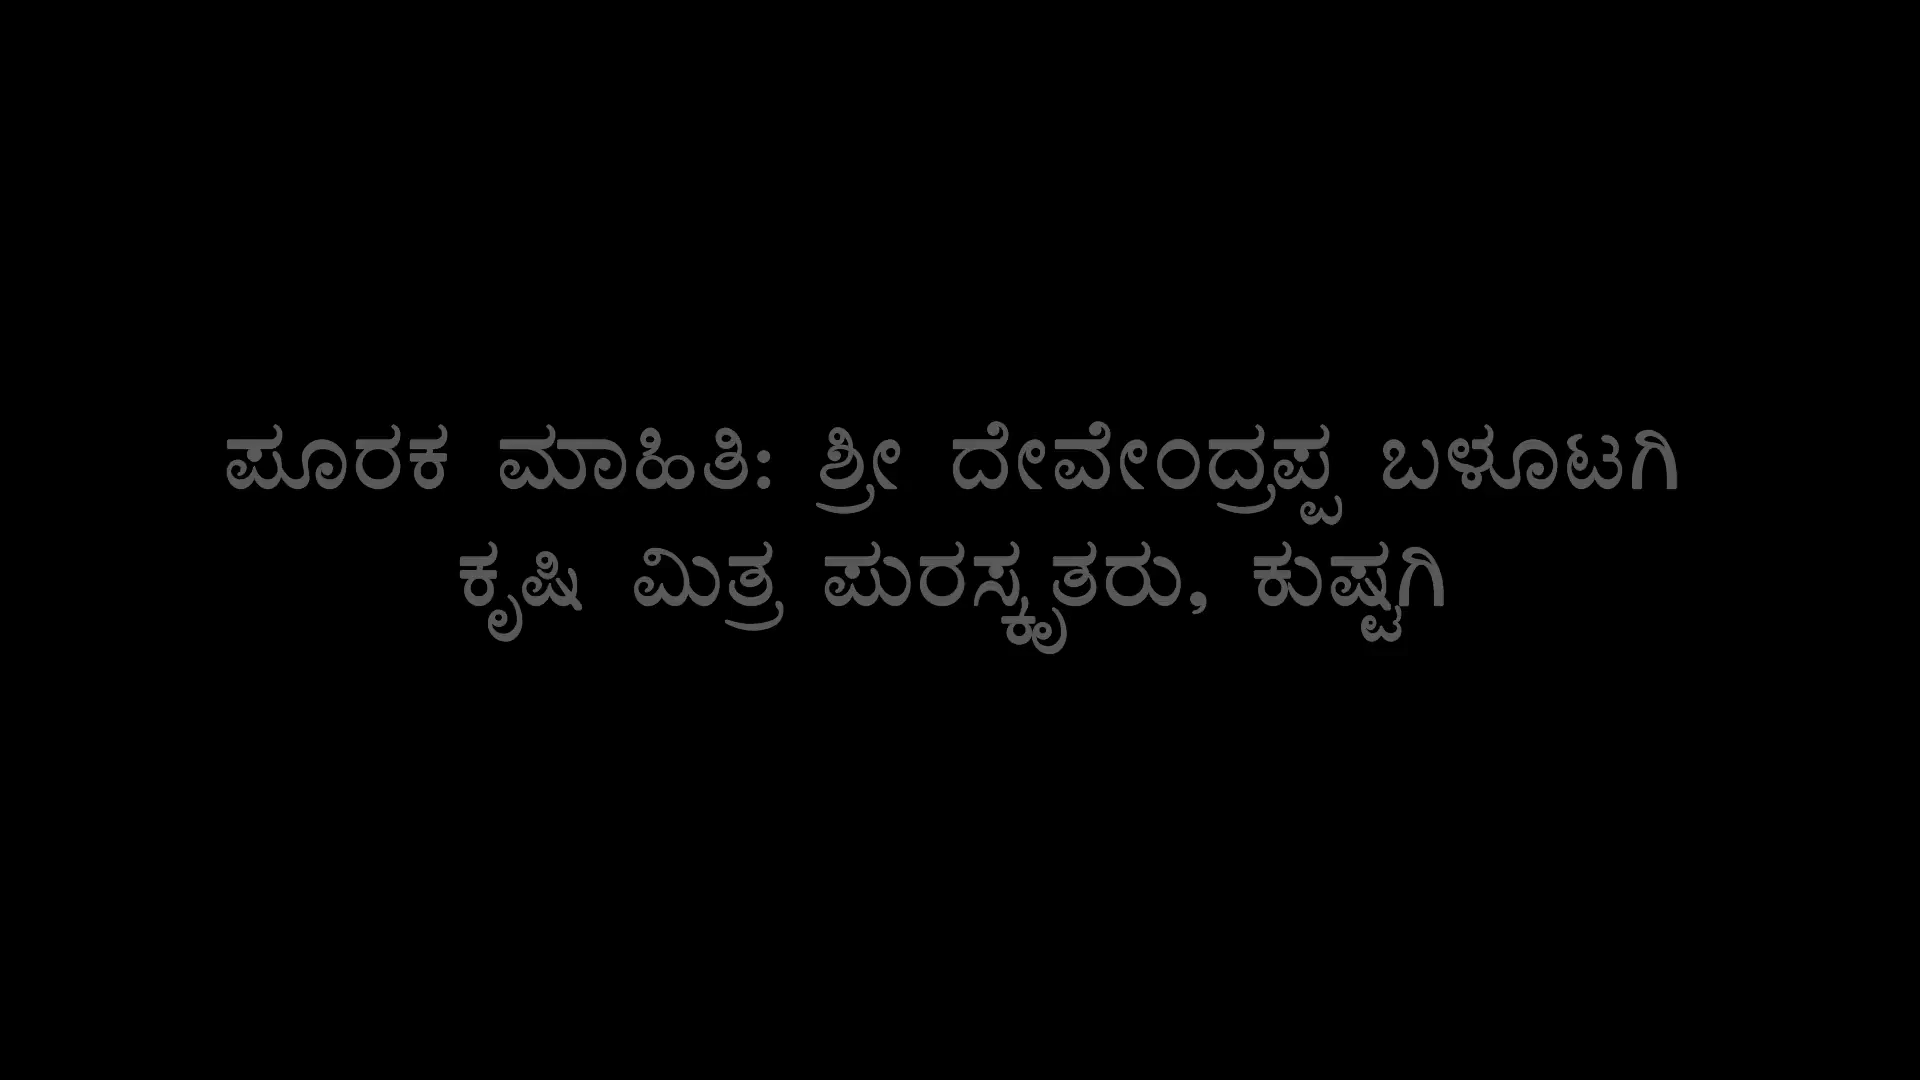 ಪೂರಕ ಮಾಹಿತಿ: ಶ್ರೀ ದೇವೇಂದ್ರಪ್ಪ ಬಳೂಟಗಿ
ಕೃಷಿ ಮಿತ್ರ ಪುರಸ್ಕೃತರು, ಕುಷ್ಟಗಿ